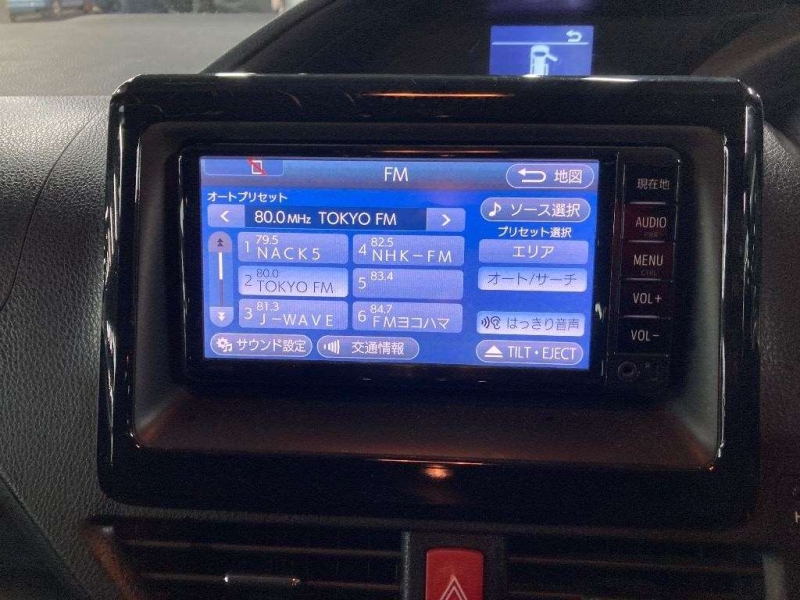 FM
地図
オートプリセット
80.0 MHz TOKYO FM
ソース選択
プリセット選択
79.5
1 NACK5
82.5
4 NHK-FM
エリア
80.0
2 TOKYO FM
83.4
5
オート/サーチ
81.3
3 J-WAVE
84.7
6 FMヨコハマ
はっきり音声
サウンド設定
交通情報
TILT・EJECT
現在地
AUDIO
PWR
MENU
CTRL
VOL+
VOL-